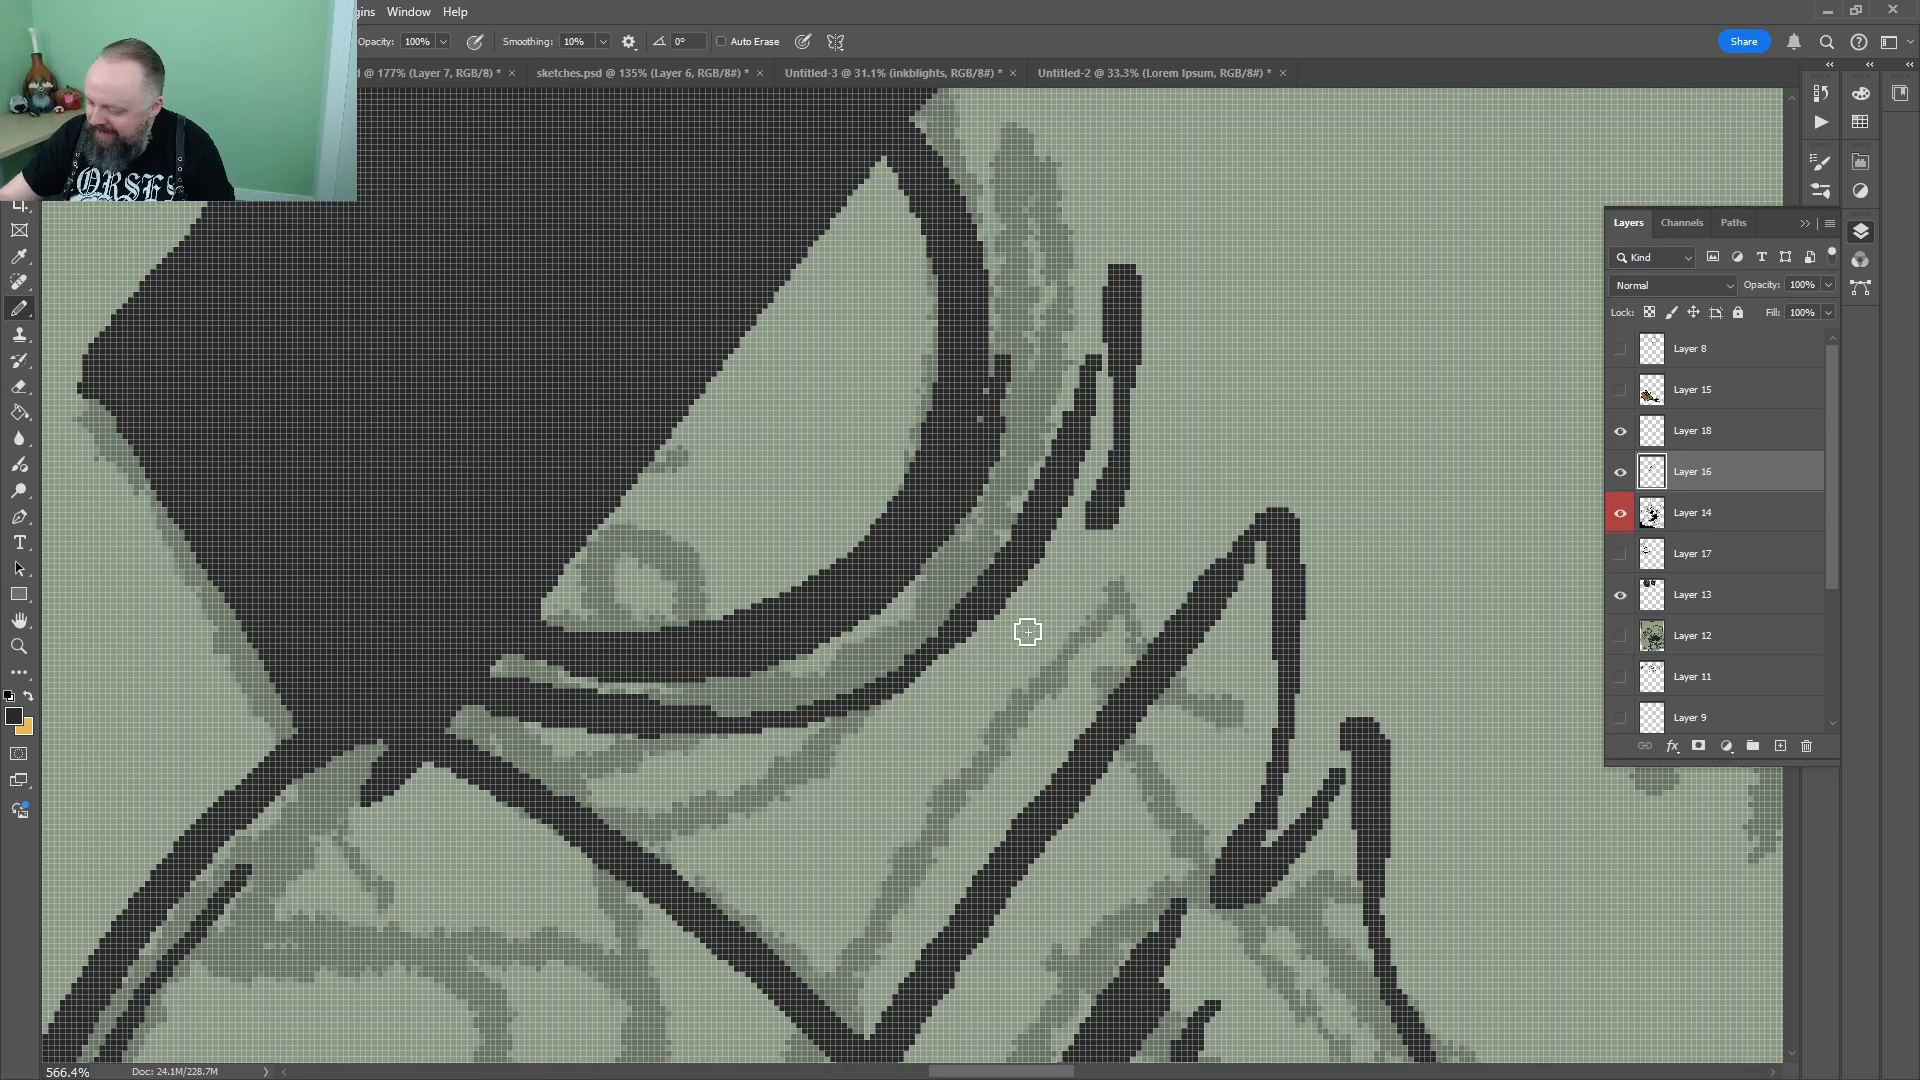 gins Window Help
Opacity: 100% Smoothing: 10% 0° Auto Erase Share
d @ 177% (Layer 7, RGB/8) * × sketches.psd @ 135% (Layer 6, RGB/8#) * × Untitled-3 @ 31.1% (inkblights, RGB/8#) * × Untitled-2 @ 33.3% (Lorem Ipsum, RGB/8#) * ×
Layers Channels Paths
Kind
Normal Opacity: 100%
Lock: Fill: 100%
Layer 8
Layer 15
Layer 18
Layer 16
Layer 14
Layer 17
Layer 13
Layer 12
Layer 11
Layer 9
fx
566.4% Doc: 24.1M/228.7M